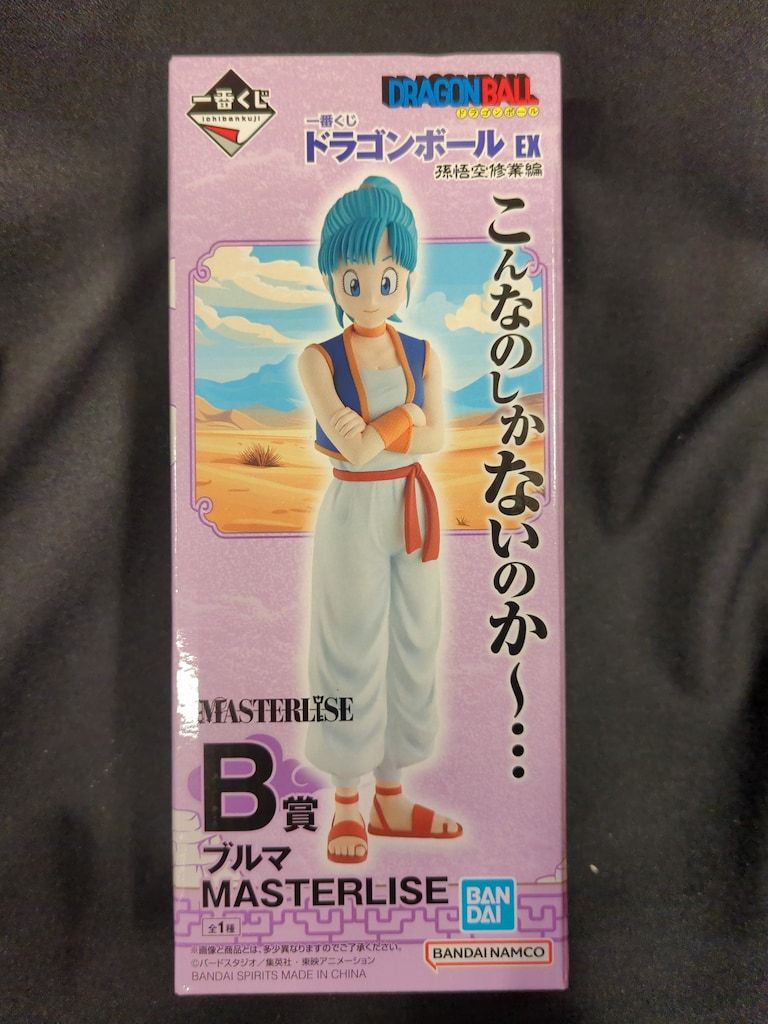 一番くじ
ichibankuji
DRAGON BALL
ドラゴンボール
一番くじ
ドラゴンボール EX
孫悟空修業編
こんなのしかないのか〜…
MASTERLISE
B賞
ブルマ
MASTERLISE
BAN
DAI
全1種
※画像と商品とは、多少異なりますのでご了承ください。
©バードスタジオ/集英社・東映アニメーション
BANDAI SPIRITS MADE IN CHINA
BANDAI NAMCO